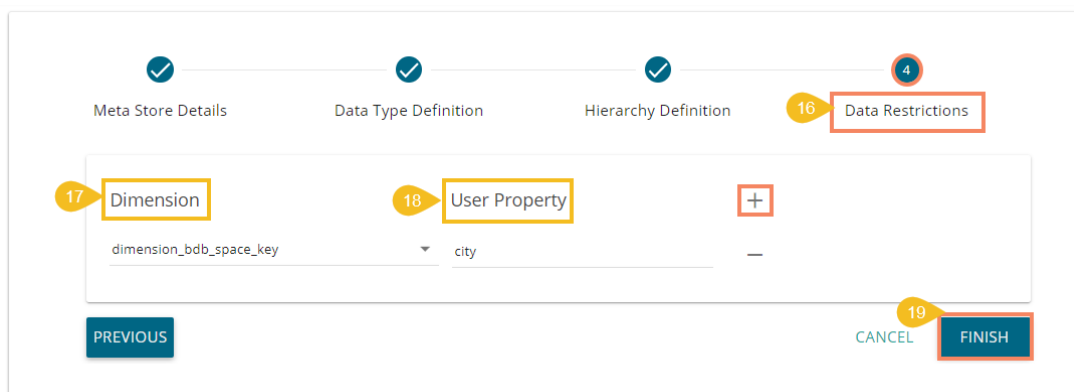 4
Meta Store Details
Data Type Definition
Hierarchy Definition
16
Data Restrictions
17
Dimension
18
User Property
+
dimension_bdb_space_key
city
−
PREVIOUS
CANCEL
19
FINISH